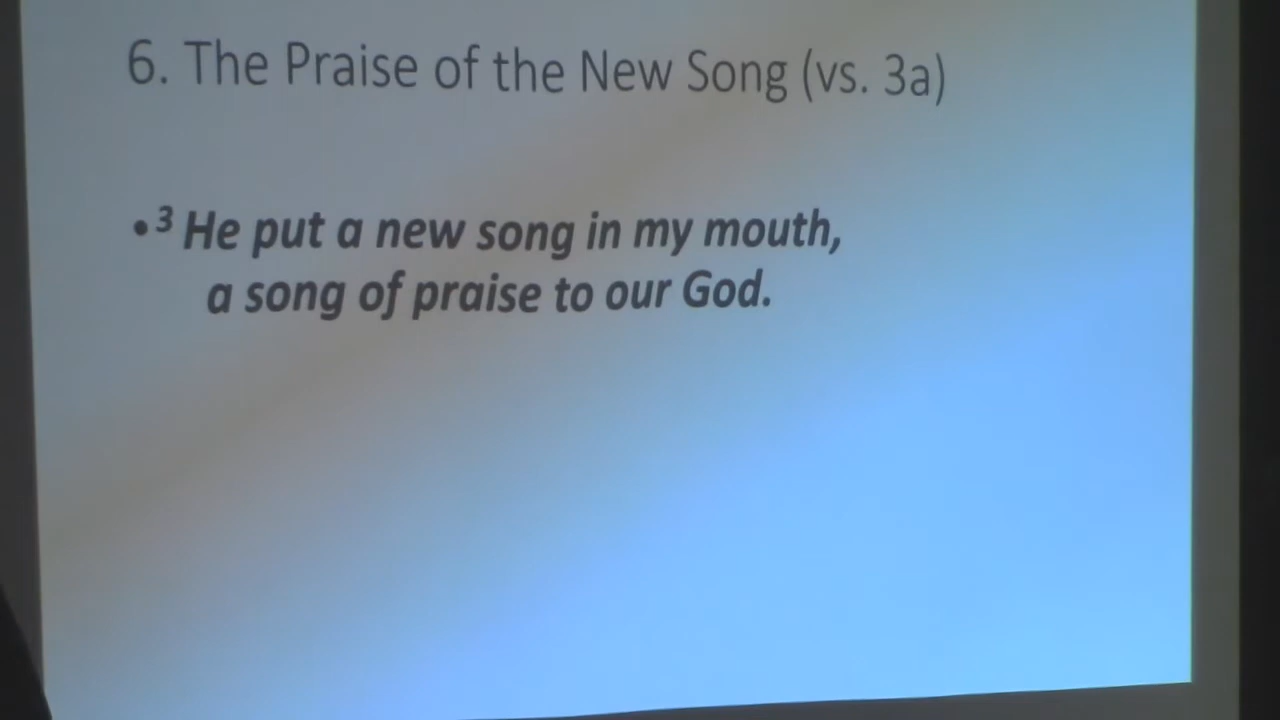 6. The Praise of the New Song (vs. 3a)
•³ He put a new song in my mouth,
a song of praise to our God.